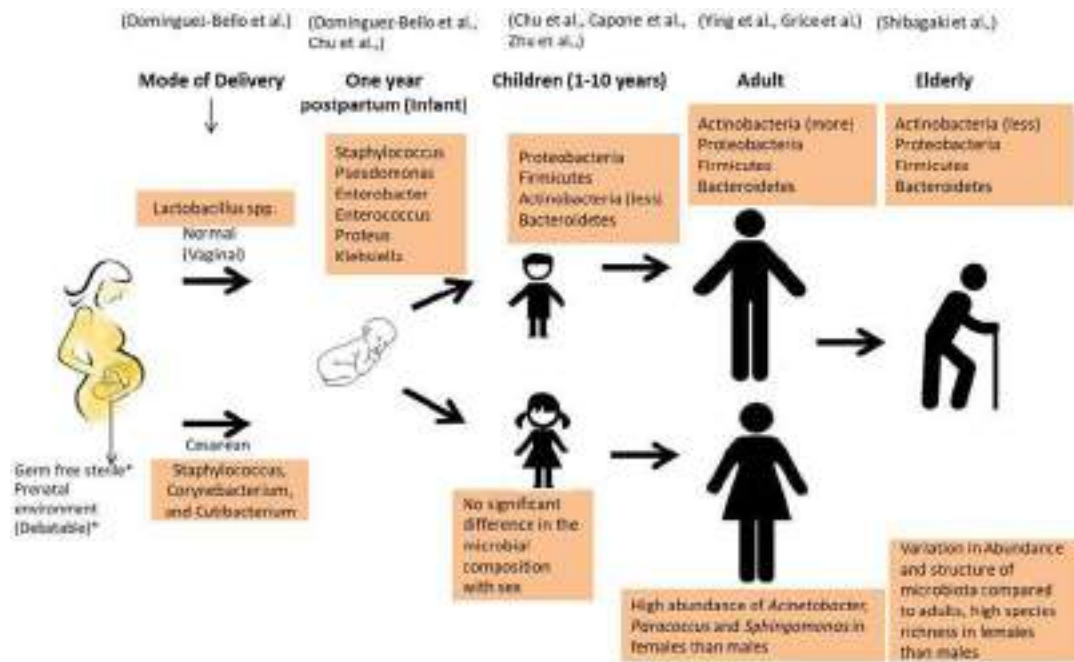 (Dominguez-Bello et al.)
(Dominguez-Bello et al.,
Chu et al.,)
(Chu et al., Capone et al.,
Zhu et al.,)
(Ying et al., Grice et al.)
(Shibagaki et al.,)
Mode of Delivery
One year
postpartum (Infant)
Children (1-10 years)
Adult
Elderly
Lactobacillus spp.
Normal
(Vaginal)
Staphylococcus
Pseudomonas
Enterobacter
Enterococcus
Proteus
Klebsiella
Proteobacteria
Firmicutes
Actinobacteria (less)
Bacteroidetes
Actinobacteria (more)
Proteobacteria
Firmicutes
Bacteroidetes
Actinobacteria (less)
Proteobacteria
Firmicutes
Bacteroidetes
Germ free sterile*
Prenatal
environment
(Debatable)*
Cesarean
Staphylococcus,
Corynebacterium,
and Cutibacterium
No significant
difference in the
microbial
composition
with sex
High abundance of Acinetobacter,
Paracoccus and Sphingomonas in
females than males
Variation in Abundance
and structure of
microbiota compared
to adults, high species
richness in females
than males